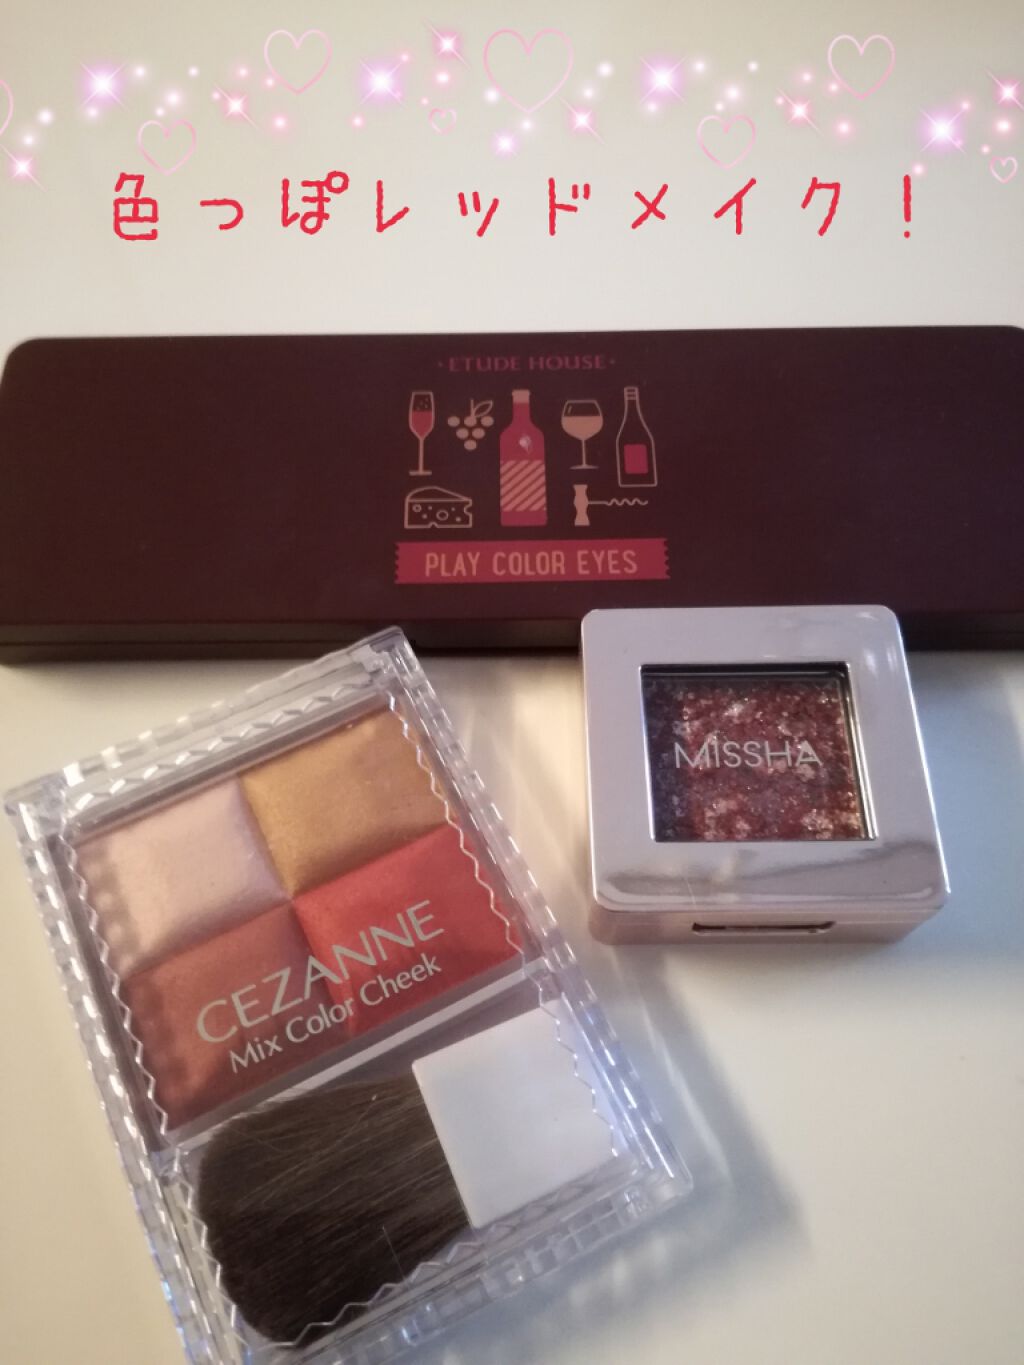 色っぽレッドメイク!
·ETUDE HOUSE·
PLAY COLOR EYES
MISSHA
CEZANNE
Mix Color Cheek